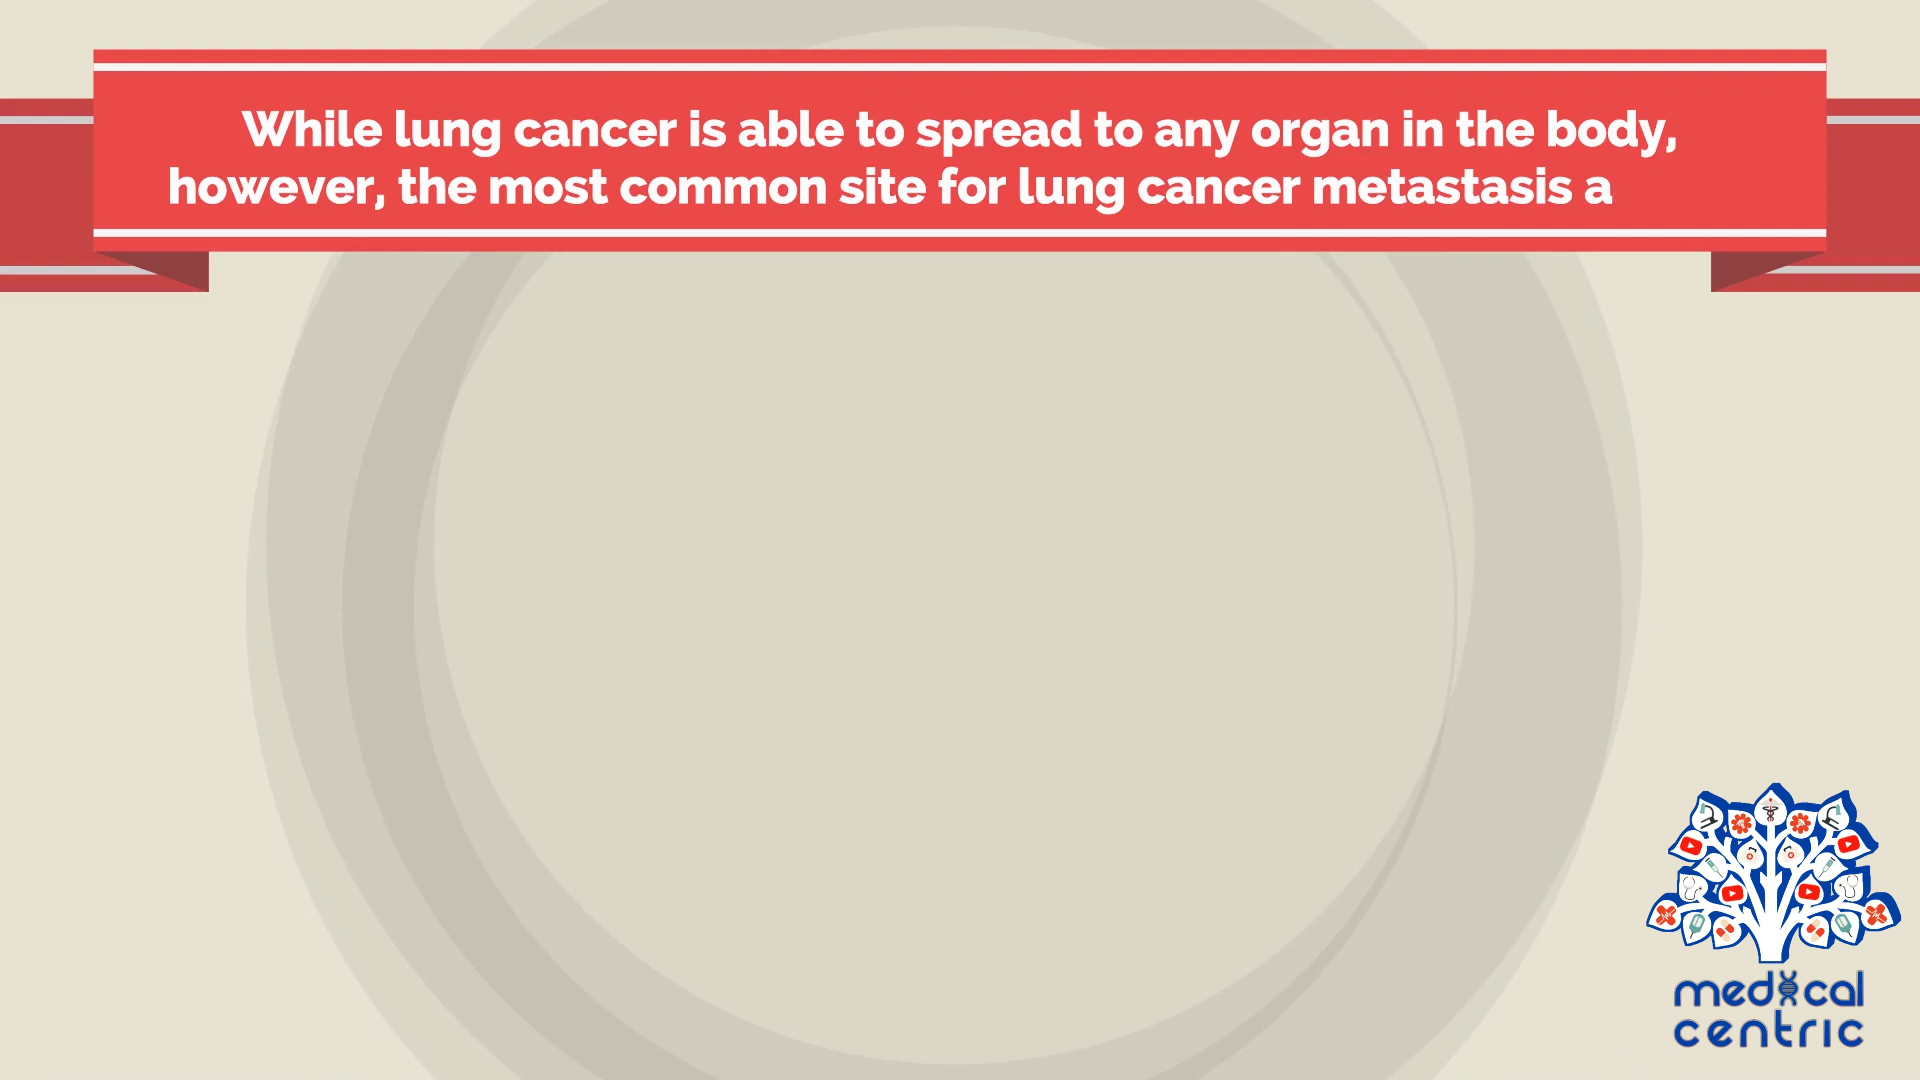 While lung cancer is able to spread to any organ in the body,
however, the most common site for lung cancer metastasis a
medical
centric